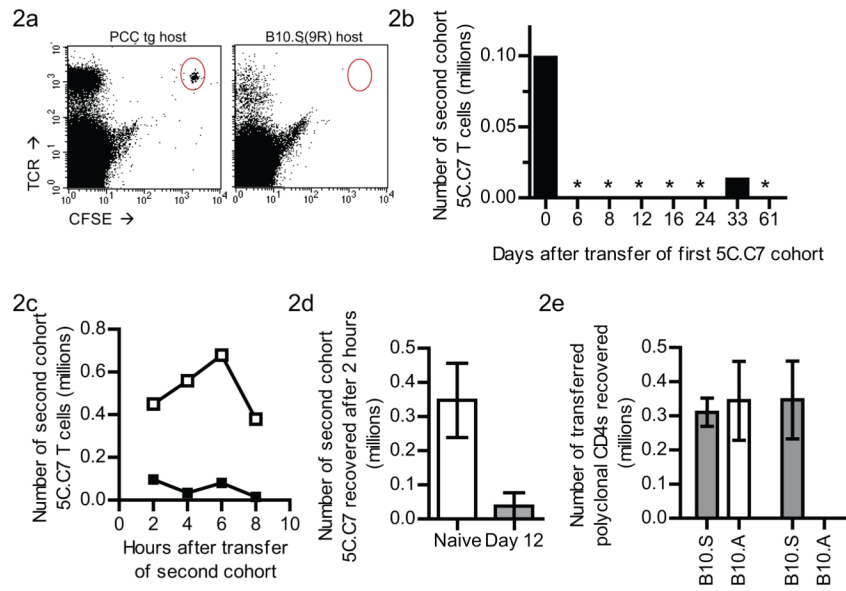 2a
PCC tg host
B10.S(9R) host
10⁴
10³
10²
10¹
10⁰
TCR →
10⁰ 10¹ 10² 10³ 10⁴
10⁰ 10¹ 10² 10³ 10⁴
CFSE →
2b
Number of second cohort
5C.C7 T cells (millions)
0.10
0.05
0.00
* * * * * *
0 6 8 12 16 24 33 61
Days after transfer of first 5C.C7 cohort
2c
Number of second cohort
5C.C7 T cells (millions)
0.8
0.6
0.4
0.2
0.0
0 2 4 6 8 10
Hours after transfer
of second cohort
2d
Number of second cohort
5C.C7 recovered after 2 hours
(millions)
0.5
0.4
0.3
0.2
0.1
0.0
Naive Day 12
2e
Number of transferred
polyclonal CD4s recovered
(millions)
0.5
0.4
0.3
0.2
0.1
0.0
B10.S
B10.A
B10.S
B10.A